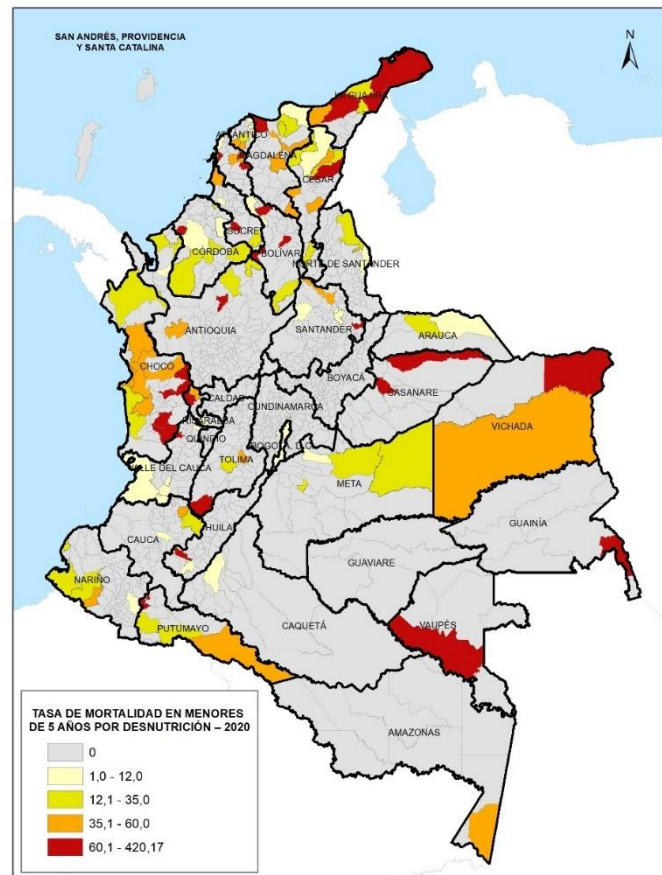 SAN ANDRÉS, PROVIDENCIA
Y SANTA CATALINA
N
LA GUAJIRA
ATLÁNTICO
MAGDALENA
CESAR
SUCRE
CÓRDOBA
BOLÍVAR
NORTE DE SANTANDER
ANTIOQUIA
SANTANDER
ARAUCA
CHOCÓ
BOYACÁ
CASANARE
CALDAS
CUNDINAMARCA
RISARALDA
VICHADA
QUINDIO
BOGOTÁ, D.C.
TOLIMA
VALLE DEL CAUCA
META
GUAINÍA
HUILA
CAUCA
GUAVIARE
NARIÑO
VAUPÉS
CAQUETÁ
PUTUMAYO
AMAZONAS
TASA DE MORTALIDAD EN MENORES
DE 5 AÑOS POR DESNUTRICIÓN – 2020
0
1,0 - 12,0
12,1 - 35,0
35,1 - 60,0
60,1 - 420,17